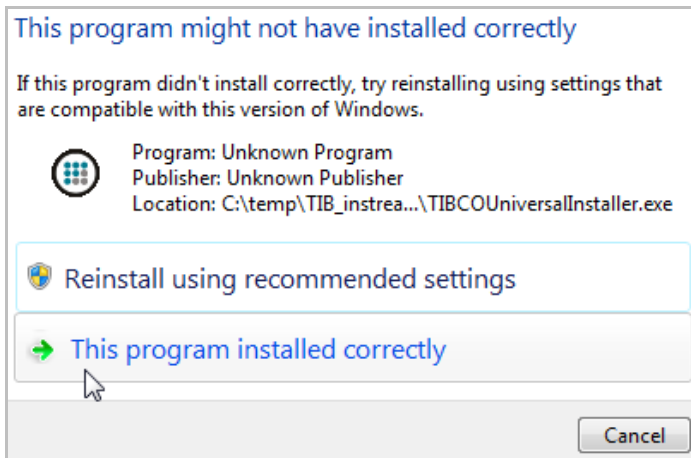 This program might not have installed correctly
If this program didn't install correctly, try reinstalling using settings that
are compatible with this version of Windows.
Program: Unknown Program
Publisher: Unknown Publisher
Location: C:\temp\TIB_instrea...\TIBCOUniversalInstaller.exe
Reinstall using recommended settings
This program installed correctly
Cancel